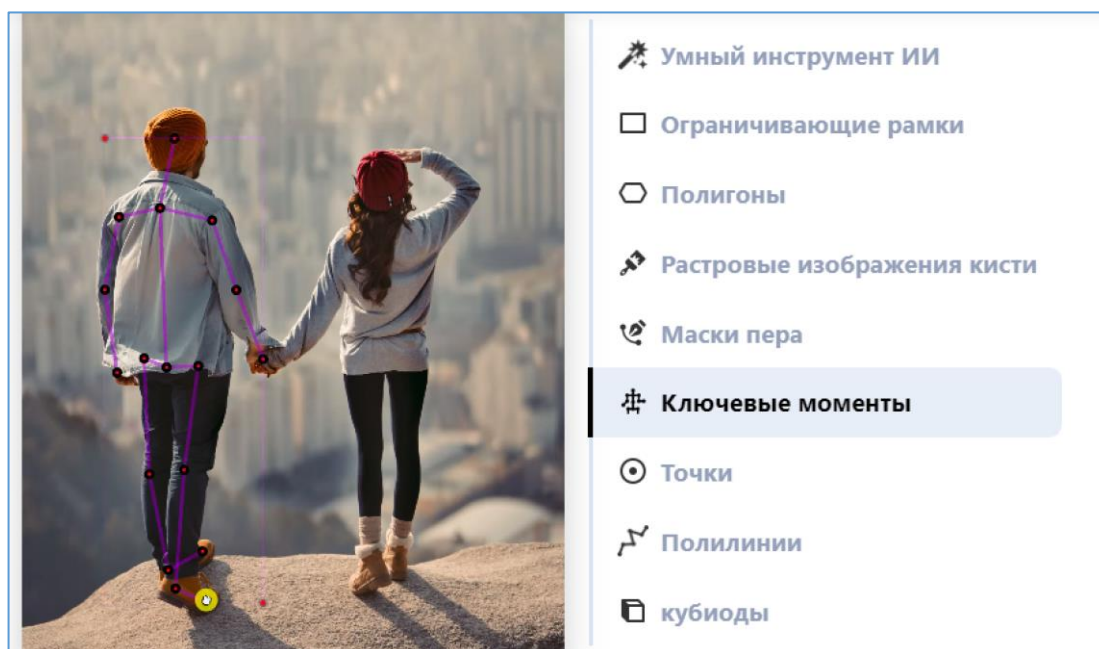 Умный инструмент ИИ
Ограничивающие рамки
Полигоны
Растровые изображения кисти
Маски пера
Ключевые моменты
Точки
Полилинии
кубиоды